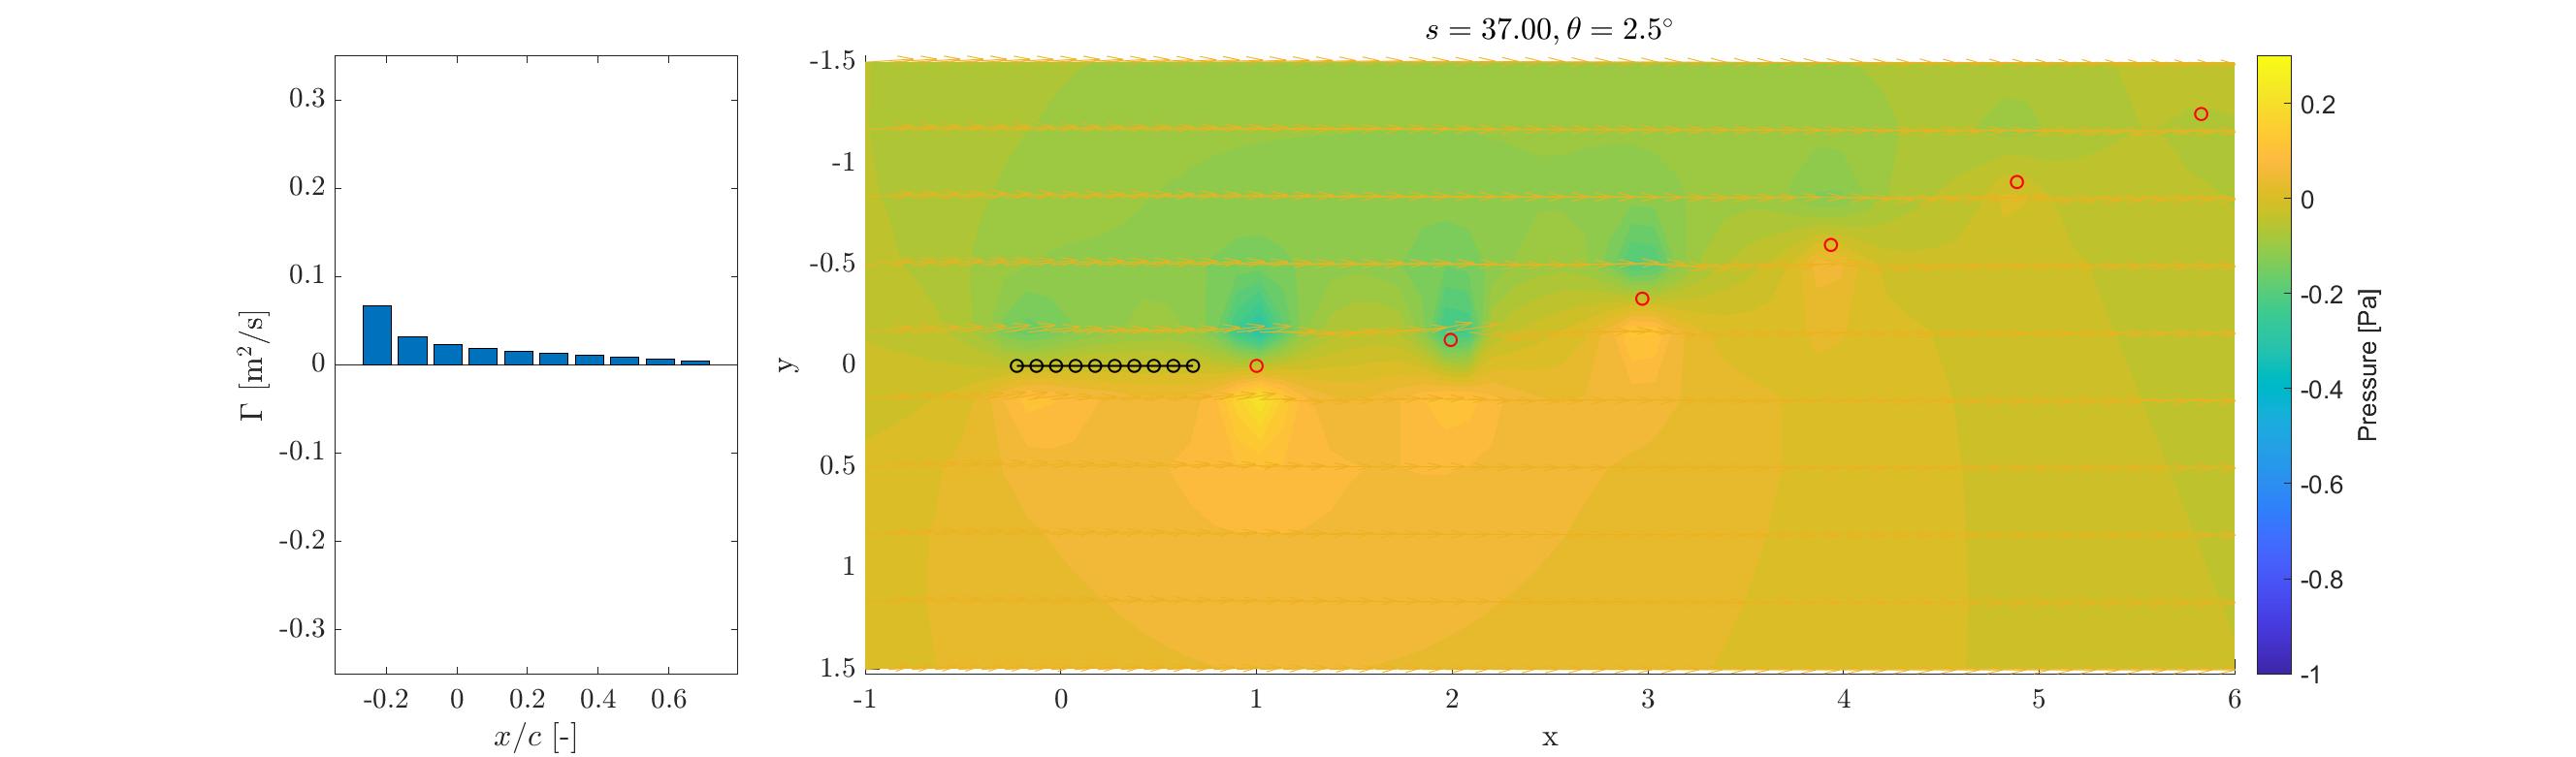 s = 37.00, θ = 2.5°
0.3
0.2
0.1
0
-0.1
-0.2
-0.3
Γ [m²/s]
-0.2 0 0.2 0.4 0.6
x/c [-]
-1.5
-1
-0.5
0
0.5
1
1.5
y
-1 0 1 2 3 4 5 6
x
0.2
0
-0.2
-0.4
-0.6
-0.8
-1
Pressure [Pa]